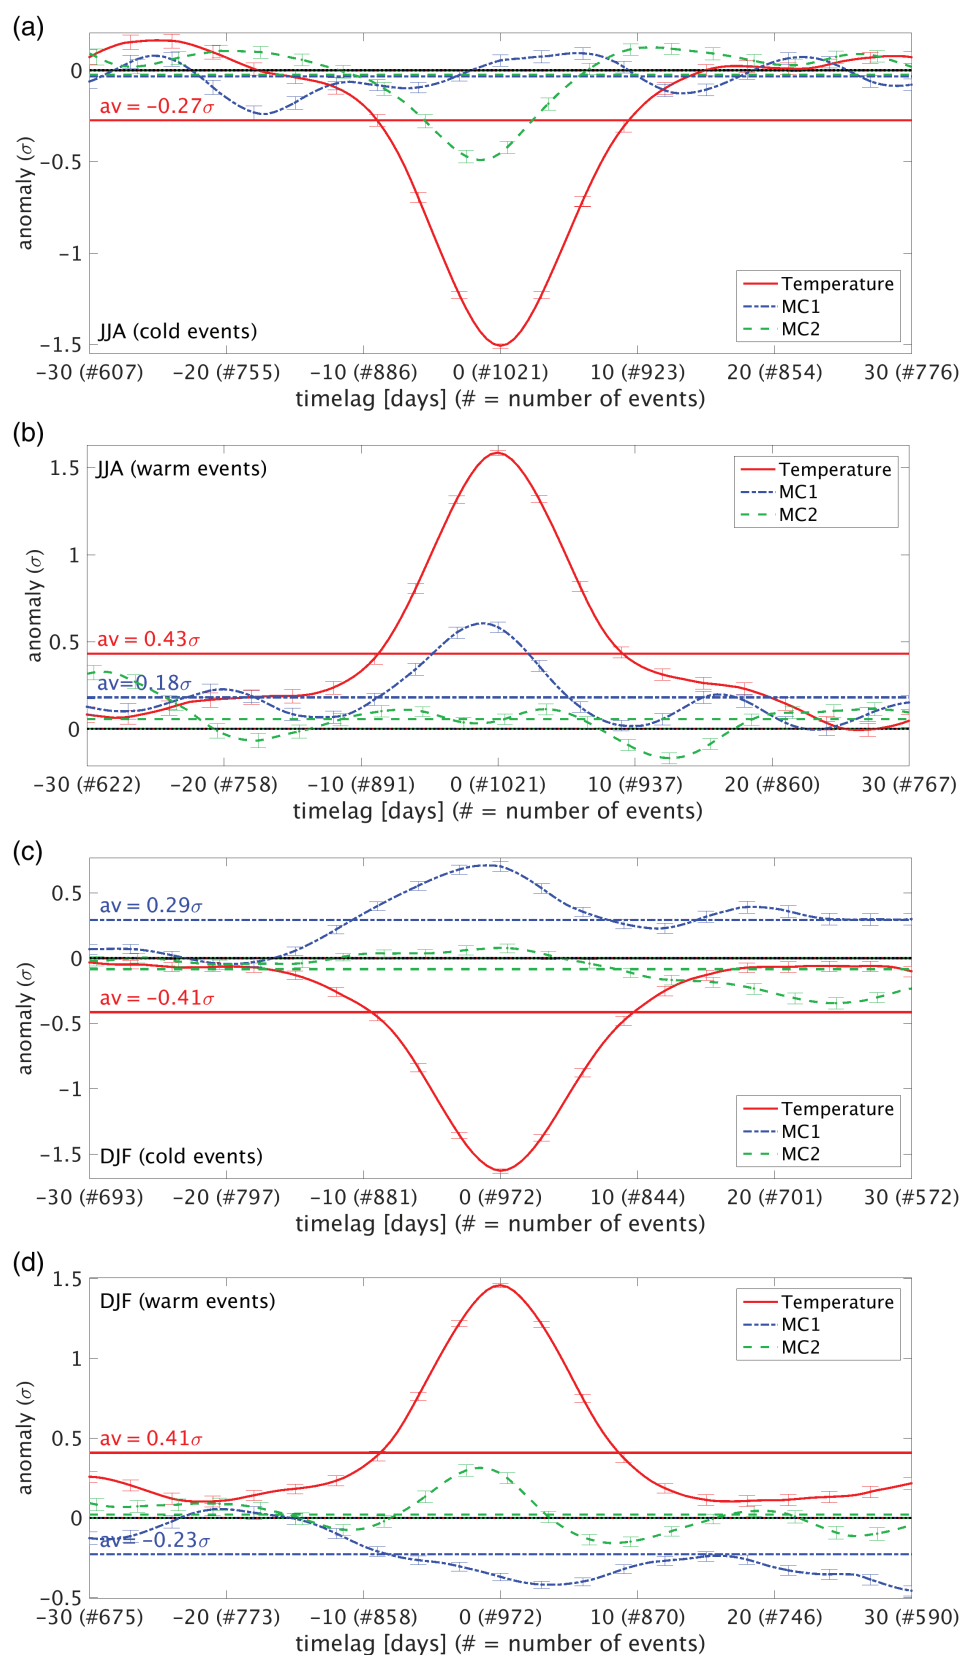 (a)
0
−0.5
−1
−1.5
anomaly (σ)
av = −0.27σ
JJA (cold events)
Temperature
MC1
MC2
−30 (#607) −20 (#755) −10 (#886) 0 (#1021) 10 (#923) 20 (#854) 30 (#776)
timelag [days] (# = number of events)
(b)
JJA (warm events)
1.5
1
0.5
0
anomaly (σ)
av = 0.43σ
av=0.18σ
Temperature
MC1
MC2
−30 (#622) −20 (#758) −10 (#891) 0 (#1021) 10 (#937) 20 (#860) 30 (#767)
timelag [days] (# = number of events)
(c)
0.5
0
−0.5
−1
−1.5
anomaly (σ)
av = 0.29σ
av = −0.41σ
DJF (cold events)
Temperature
MC1
MC2
−30 (#693) −20 (#797) −10 (#881) 0 (#972) 10 (#844) 20 (#701) 30 (#572)
timelag [days] (# = number of events)
(d)
DJF (warm events)
1.5
1
0.5
0
−0.5
anomaly (σ)
av = 0.41σ
av = −0.23σ
Temperature
MC1
MC2
−30 (#675) −20 (#773) −10 (#858) 0 (#972) 10 (#870) 20 (#746) 30 (#590)
timelag [days] (# = number of events)